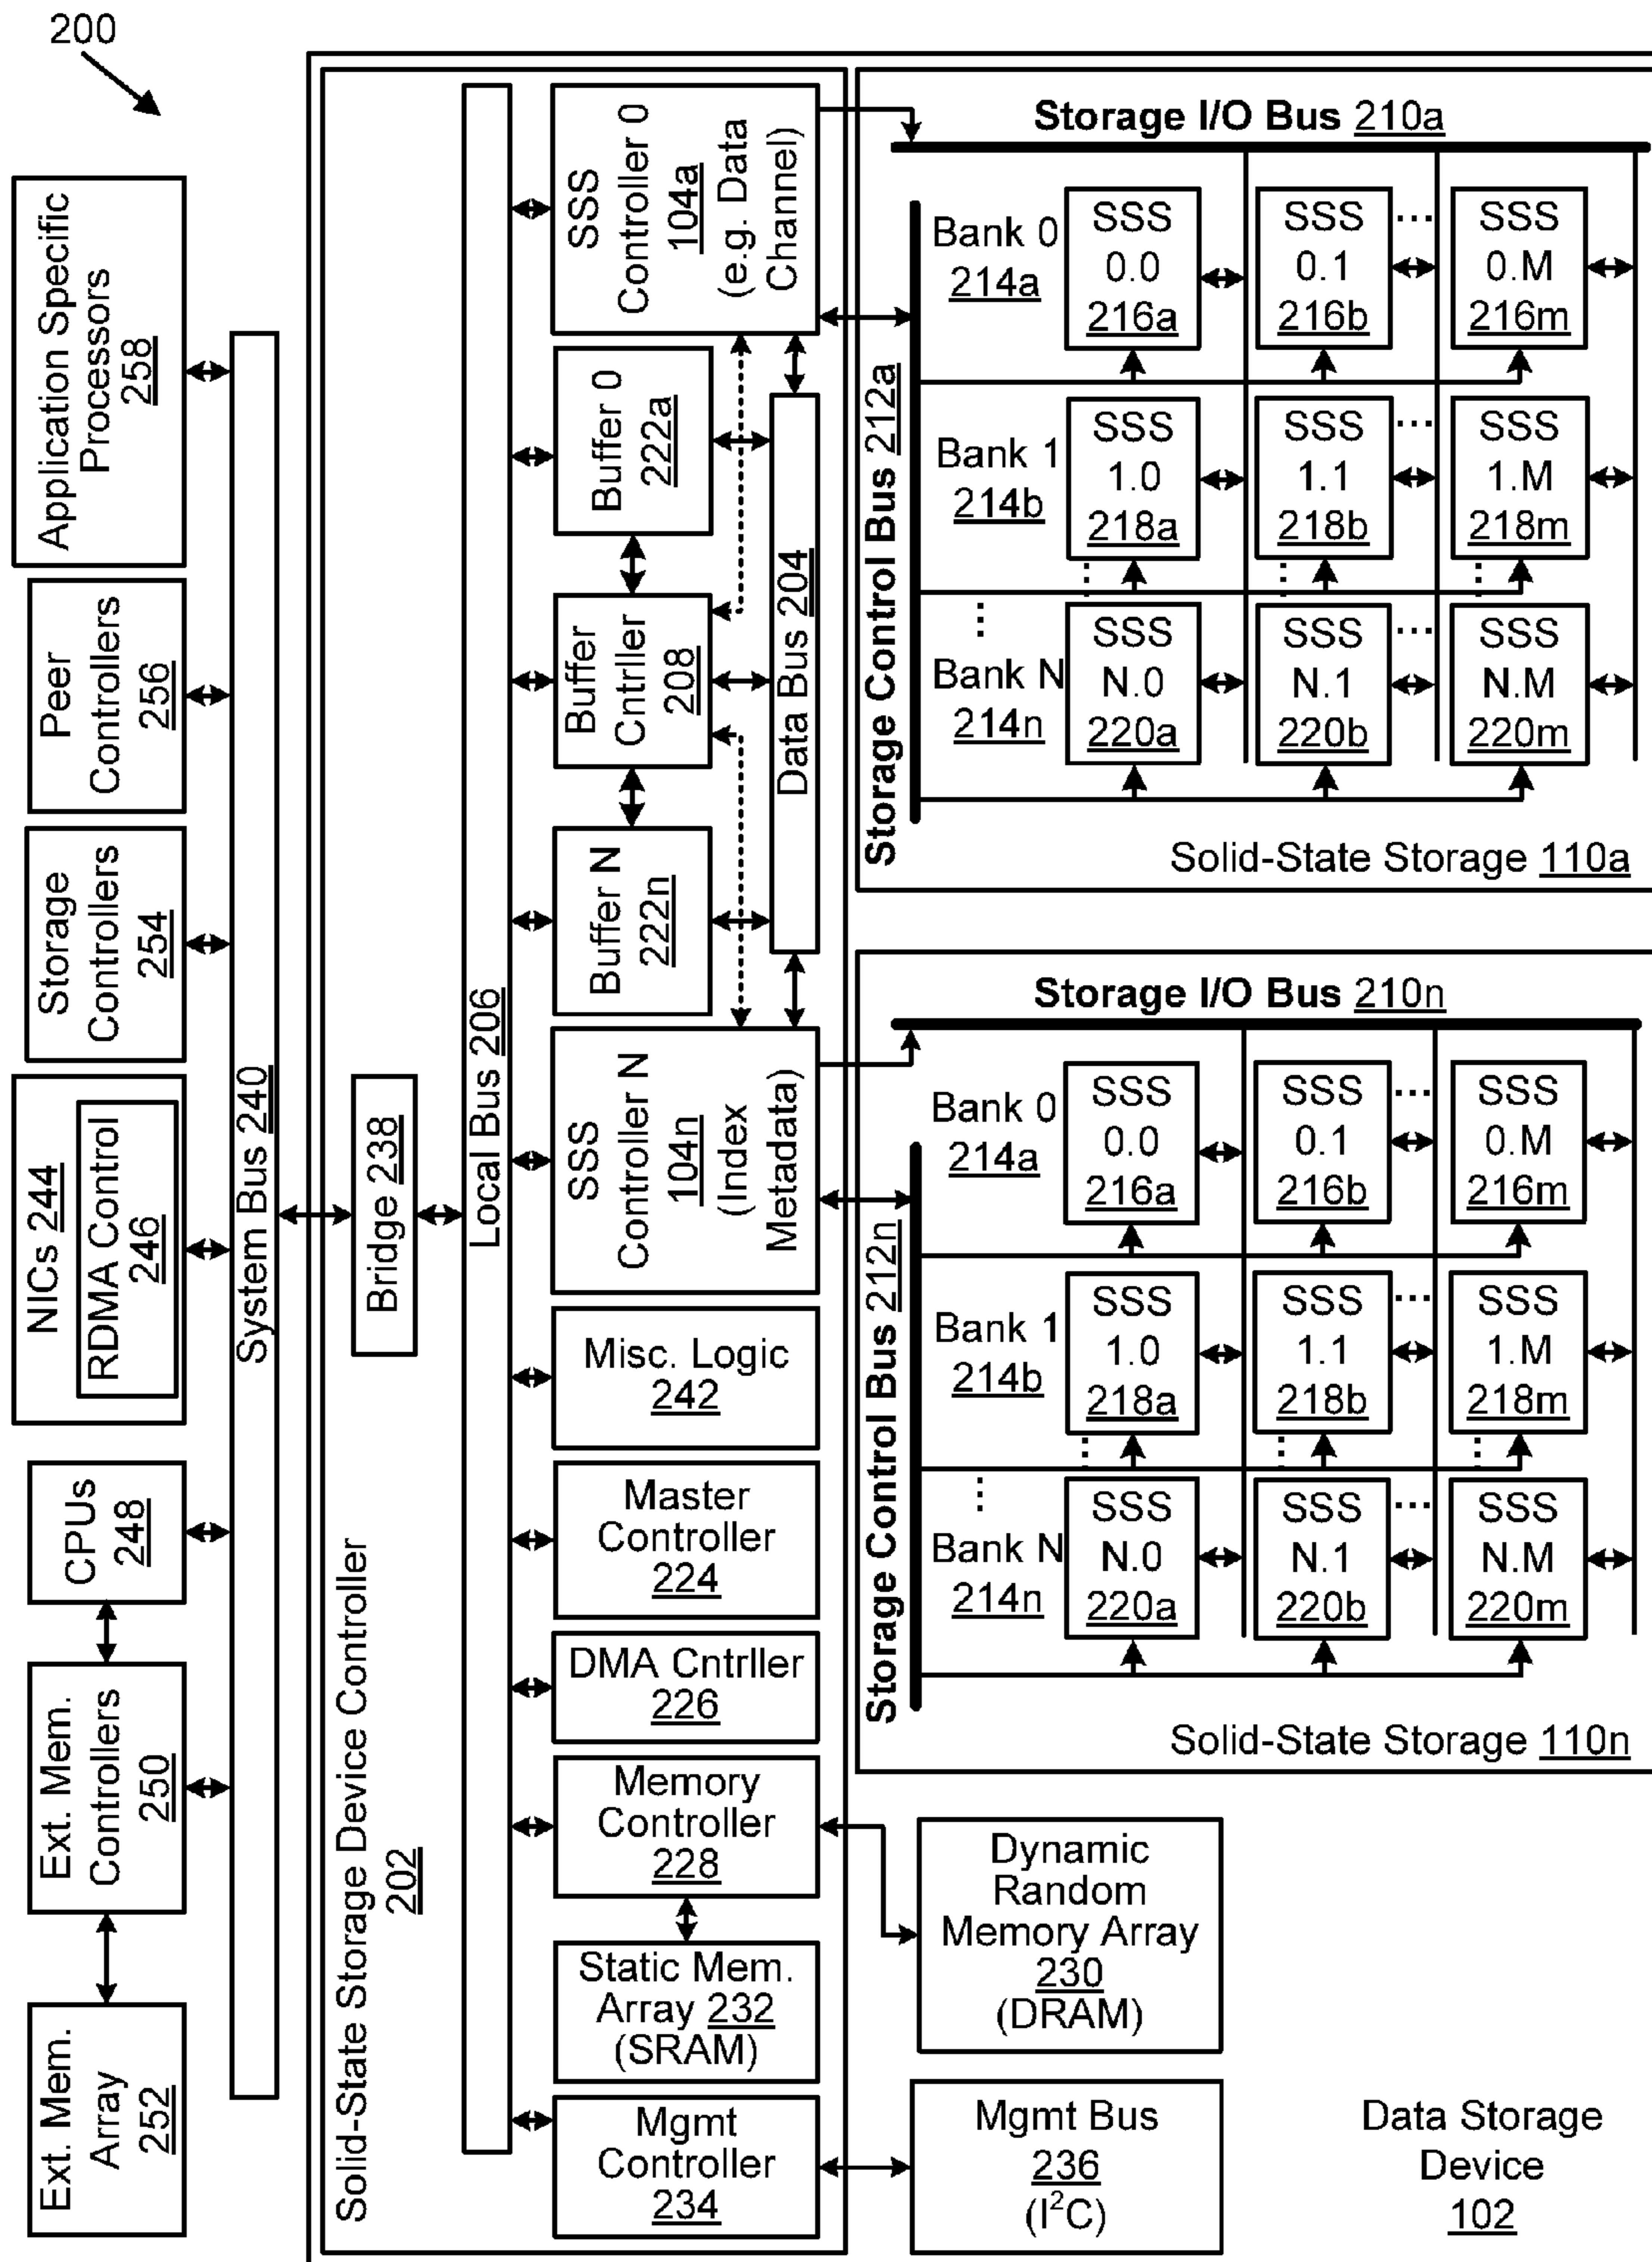 200
Application Specific
Processors
258
Peer
Controllers
256
Storage
Controllers
254
NICs 244
RDMA Control
246
CPUs
248
Ext. Mem.
Controllers
250
Ext. Mem.
Array
252
System Bus 240
Bridge 238
Solid-State Storage Device Controller
202
Local Bus 206
SSS
Controller 0
104a
(e.g. Data
Channel)
Buffer 0
222a
Buffer
Cntrller
208
Buffer N
222n
Data Bus 204
SSS
Controller N
104n
(Index
Metadata)
Misc. Logic
242
Master
Controller
224
DMA Cntrller
226
Memory
Controller
228
Static Mem.
Array 232
(SRAM)
Mgmt
Controller
234
Storage I/O Bus 210a
Storage Control Bus 212a
Bank 0
214a
SSS
0.0
216a
SSS
0.1
216b
...
SSS
0.M
216m
Bank 1
214b
SSS
1.0
218a
SSS
1.1
218b
...
SSS
1.M
218m
Bank N
214n
SSS
N.0
220a
SSS
N.1
220b
...
SSS
N.M
220m
Solid-State Storage 110a
Storage I/O Bus 210n
Storage Control Bus 212n
Bank 0
214a
SSS
0.0
216a
SSS
0.1
216b
...
SSS
0.M
216m
Bank 1
214b
SSS
1.0
218a
SSS
1.1
218b
...
SSS
1.M
218m
Bank N
214n
SSS
N.0
220a
SSS
N.1
220b
...
SSS
N.M
220m
Solid-State Storage 110n
Dynamic
Random
Memory Array
230
(DRAM)
Mgmt Bus
236
(I²C)
Data Storage
Device
102